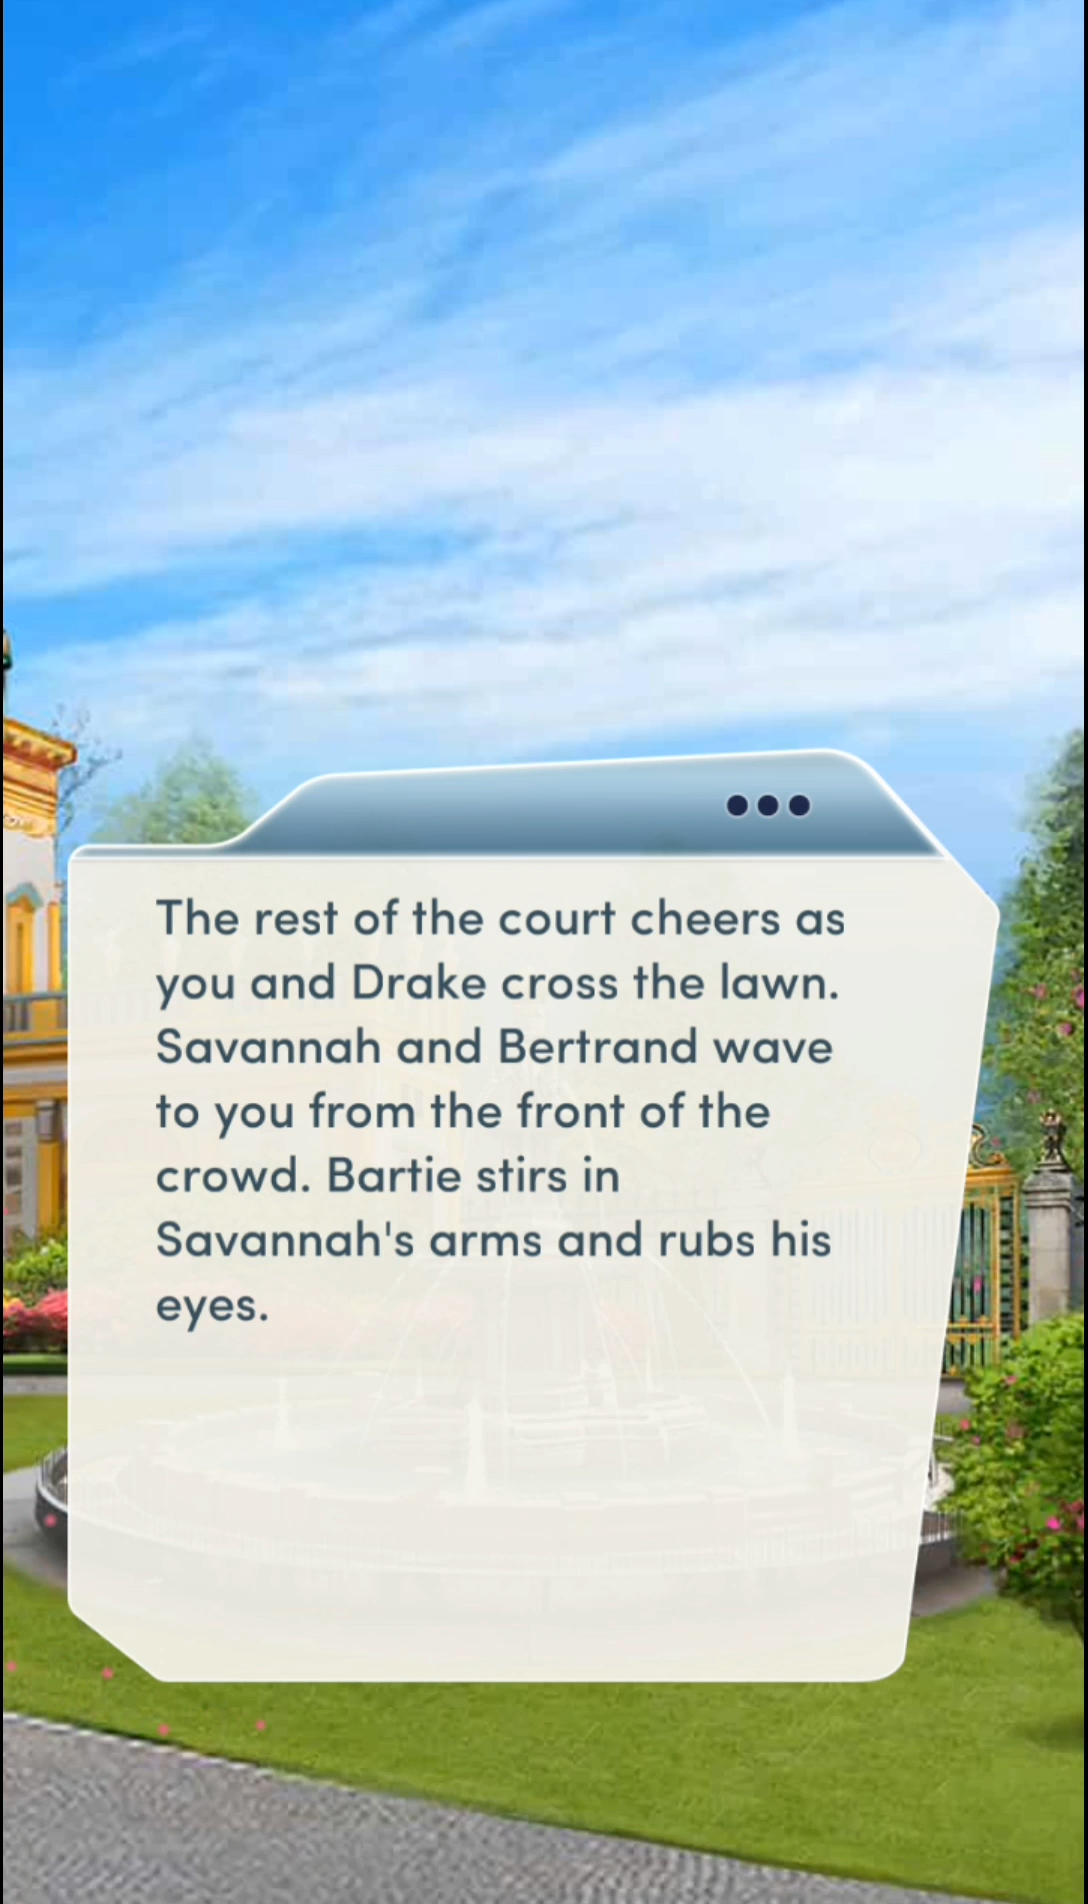 The rest of the court cheers as
you and Drake cross the lawn.
Savannah and Bertrand wave
to you from the front of the
crowd. Bartie stirs in
Savannah's arms and rubs his
eyes.